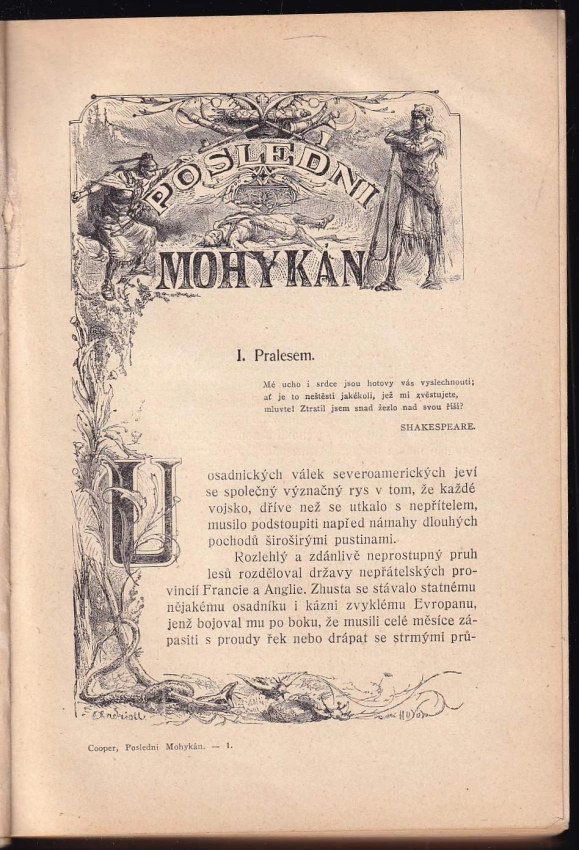 POSLEDNÍ
MOHYKÁN
I. Pralesem.
Mé ucho i srdce jsou hotovy vás vyslechnouti;
ať je to neštěstí jakékoli, jež mi zvěstujete,
mluvte! Ztratil jsem snad žezlo nad svou říší?
SHAKESPEARE.
U osadnických válek severoamerických jeví
se společný význačný rys v tom, že každé
vojsko, dříve než se utkalo s nepřítelem,
musilo podstoupiti napřed námahy dlouhých
pochodů široširými pustinami.
Rozlehlý a zdánlivě neprostupný pruh
lesů rozděloval državy nepřátelských pro-
vincií Francie a Anglie. Zhusta se stávalo statnému
nějakému osadníku i kázni zvyklému Evropanu,
jenž bojoval mu po boku, že musili celé měsíce zá-
pasiti s proudy řek nebo drápat se strmými prů-
E. Andriolli
Cooper, Poslední Mohykán. — 1.